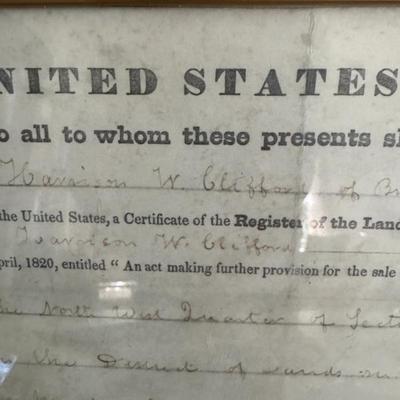 NITED STATES
o all to whom these presents s
Harrison W. Clifford of B
the United States, a Certificate of the Register of the Land
Harrison W. Clifford
pril, 1820, entitled "An act making further provision for the sale
the North West Quarter of Sect
the District of Lands su